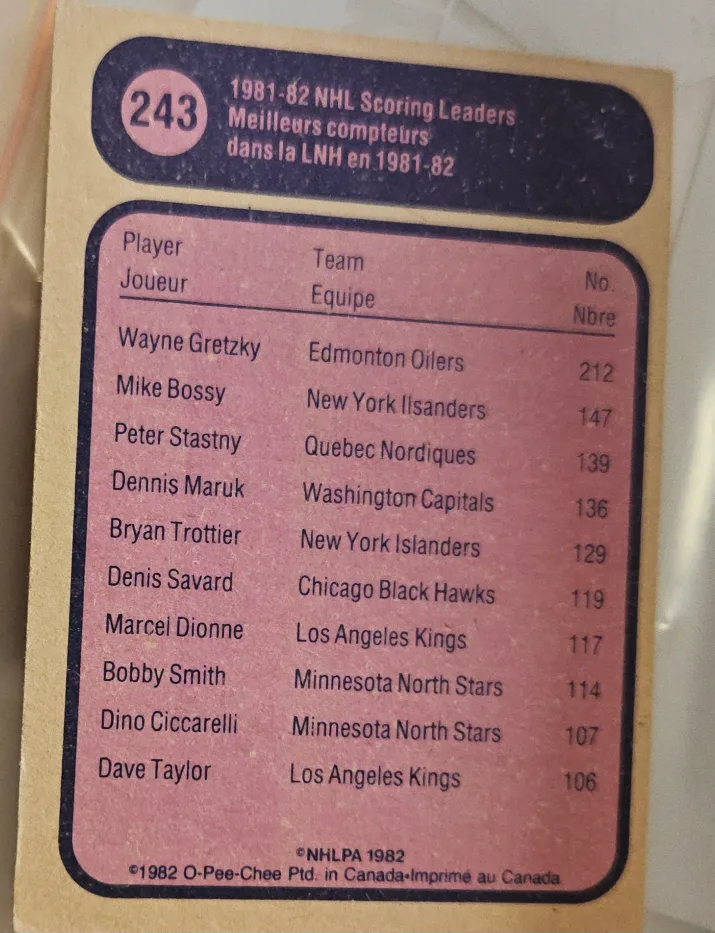 243
1981-82 NHL Scoring Leaders
Meilleurs compteurs
dans la LNH en 1981-82
Player Team No.
Joueur Equipe Nbre
Wayne Gretzky Edmonton Oilers 212
Mike Bossy New York Ilsanders 147
Peter Stastny Quebec Nordiques 139
Dennis Maruk Washington Capitals 136
Bryan Trottier New York Islanders 129
Denis Savard Chicago Black Hawks 119
Marcel Dionne Los Angeles Kings 117
Bobby Smith Minnesota North Stars 114
Dino Ciccarelli Minnesota North Stars 107
Dave Taylor Los Angeles Kings 106
©NHLPA 1982
©1982 O-Pee-Chee Ptd. in Canada•Imprimé au Canada